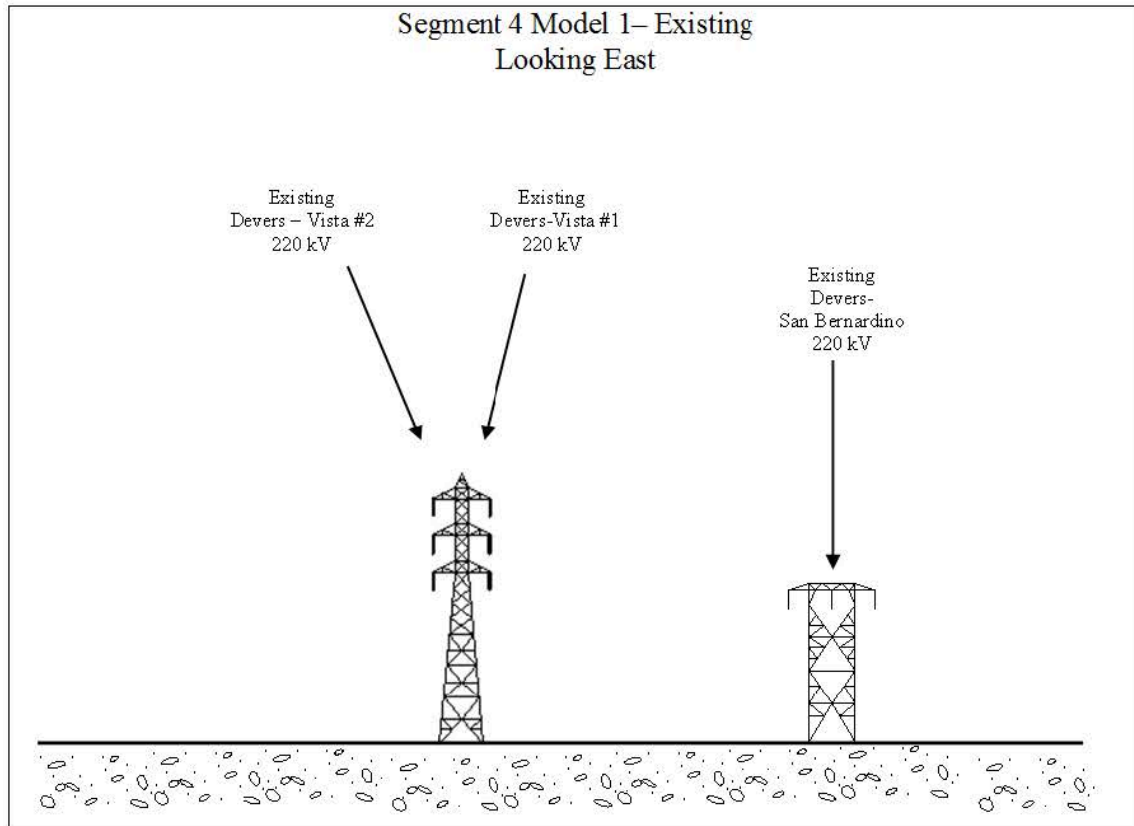 Segment 4 Model 1– Existing
Looking East
Existing
Devers – Vista #2
220 kV
Existing
Devers-Vista #1
220 kV
Existing
Devers-
San Bernardino
220 kV